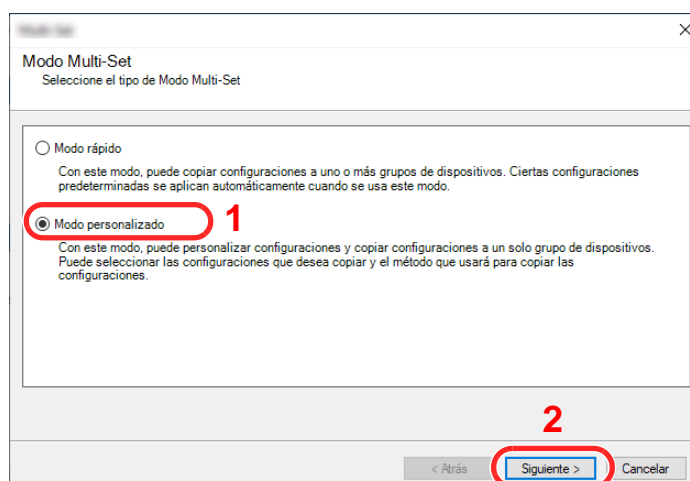 Modo Multi-Set
Seleccione el tipo de Modo Multi-Set
Modo rápido
Con este modo, puede copiar configuraciones a uno o más grupos de dispositivos. Ciertas configuraciones
predeterminadas se aplican automáticamente cuando se usa este modo.
Modo personalizado 1
Con este modo, puede personalizar configuraciones y copiar configuraciones a un solo grupo de dispositivos.
Puede seleccionar las configuraciones que desea copiar y el método que usará para copiar las
configuraciones.
2
< Atrás Siguiente > Cancelar